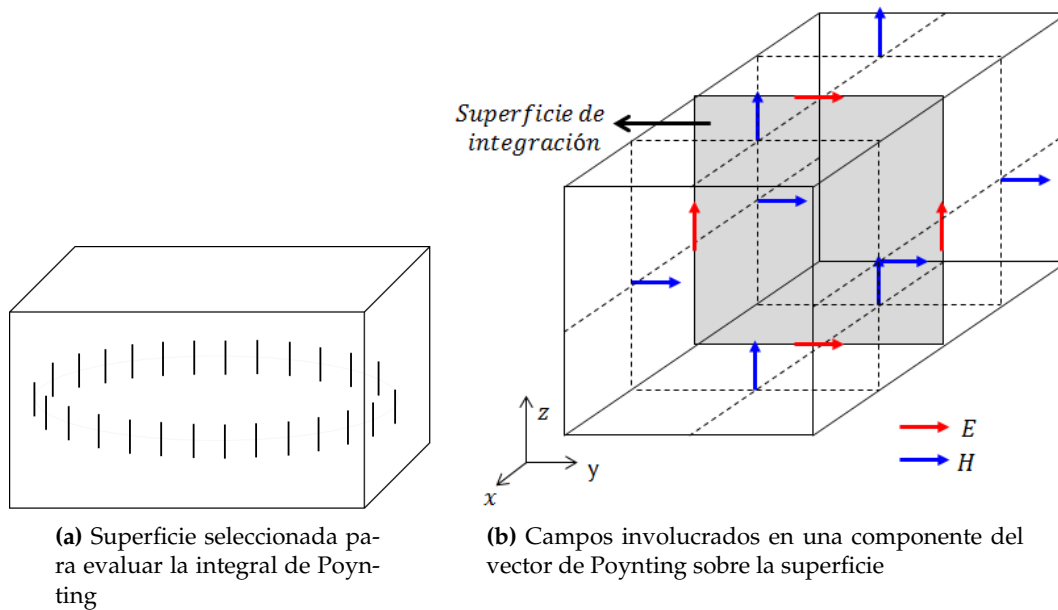 Superficie de
integración
z
y
x
E
H
(a) Superficie seleccionada pa-
ra evaluar la integral de Poyn-
ting
(b) Campos involucrados en una componente del
vector de Poynting sobre la superficie